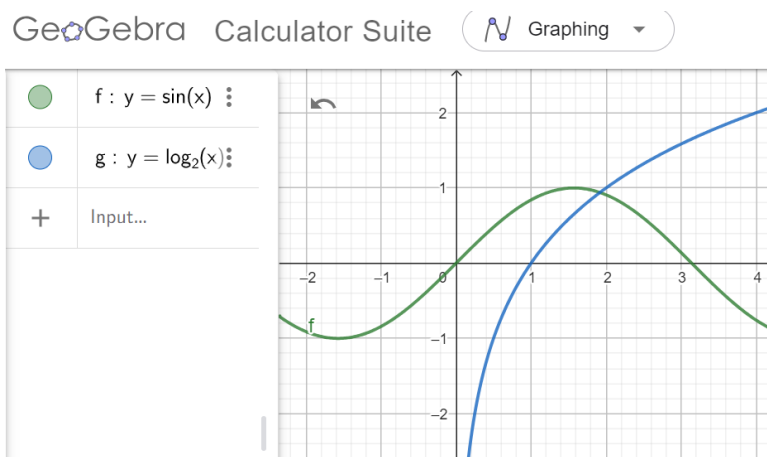 GeoGebra Calculator Suite Graphing
f : y = sin(x)
g : y = log₂(x)
+ Input...
2
1
−2 −1 0 1 2 3 4
f
−1
−2